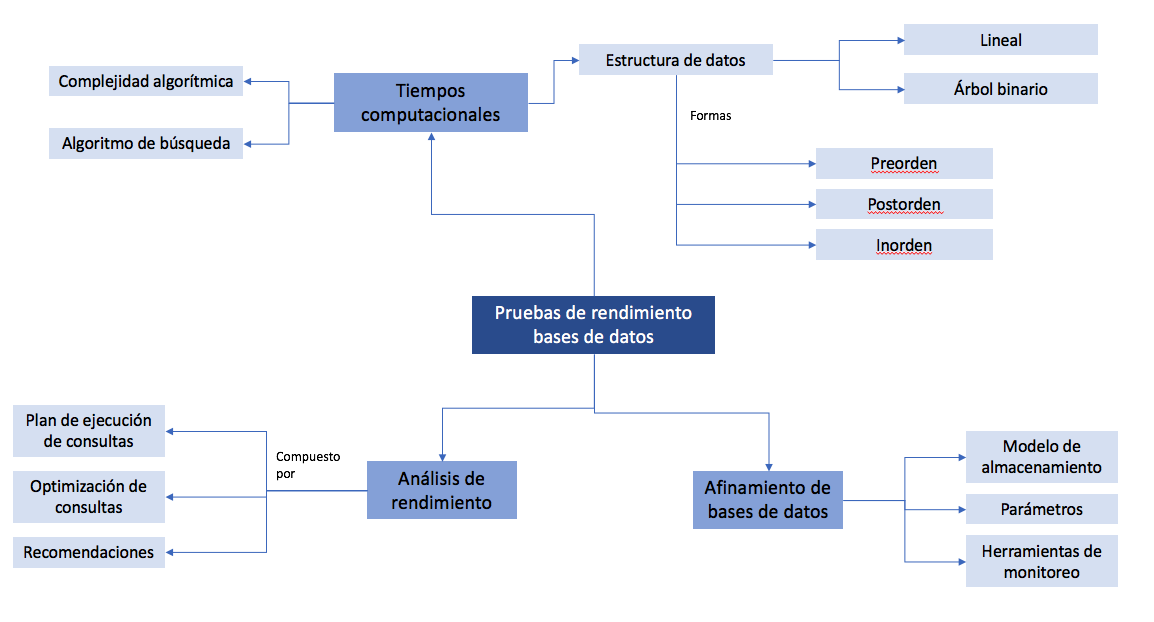 Complejidad algorítmica
Algoritmo de búsqueda
Tiempos
computacionales
Estructura de datos
Lineal
Árbol binario
Formas
Preorden
Postorden
Inorden
Pruebas de rendimiento
bases de datos
Plan de ejecución
de consultas
Optimización de
consultas
Recomendaciones
Compuesto
por
Análisis de
rendimiento
Afinamiento de
bases de datos
Modelo de
almacenamiento
Parámetros
Herramientas de
monitoreo